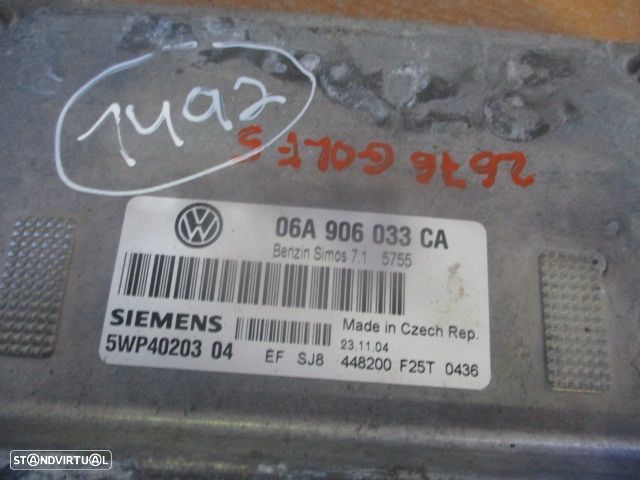 1492
2676 GOLF 5
06A 906 033 CA
Benzin Simos 7.1 5755
SIEMENS
Made in Czech Rep.
5WP40203 04
23.11.04
EF SJ8 448200 F25T 0436
STANDVIRTUAL